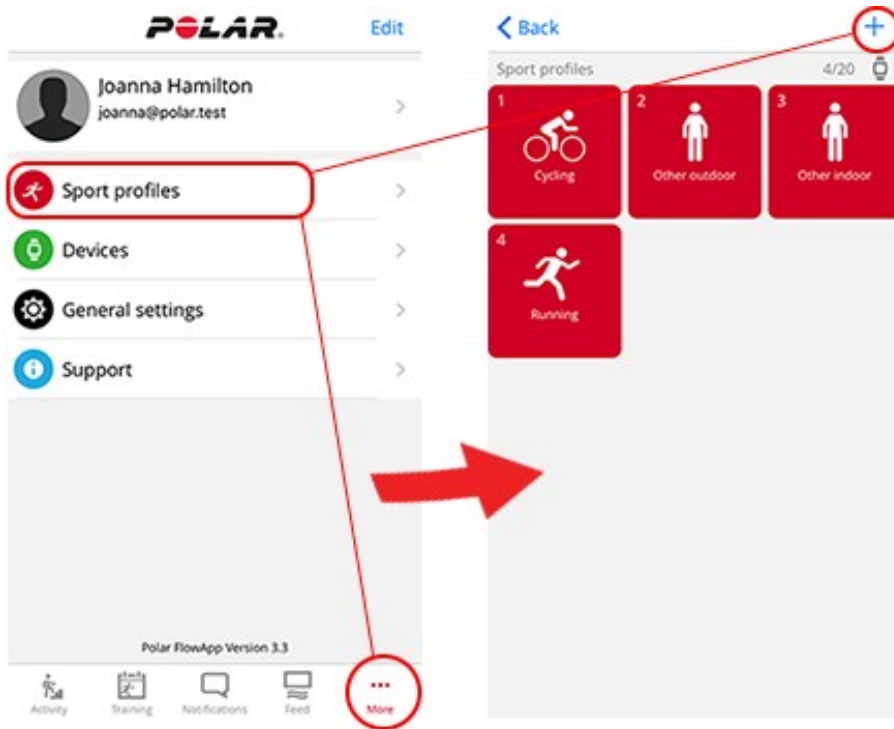 POLAR.
Edit
Joanna Hamilton
joanna@polar.test
Sport profiles
Devices
General settings
Support
Polar FlowApp Version 3.3
Activity
Training
Notifications
Feed
More
Back
Sport profiles
4/20
1
Cycling
2
Other outdoor
3
Other indoor
4
Running